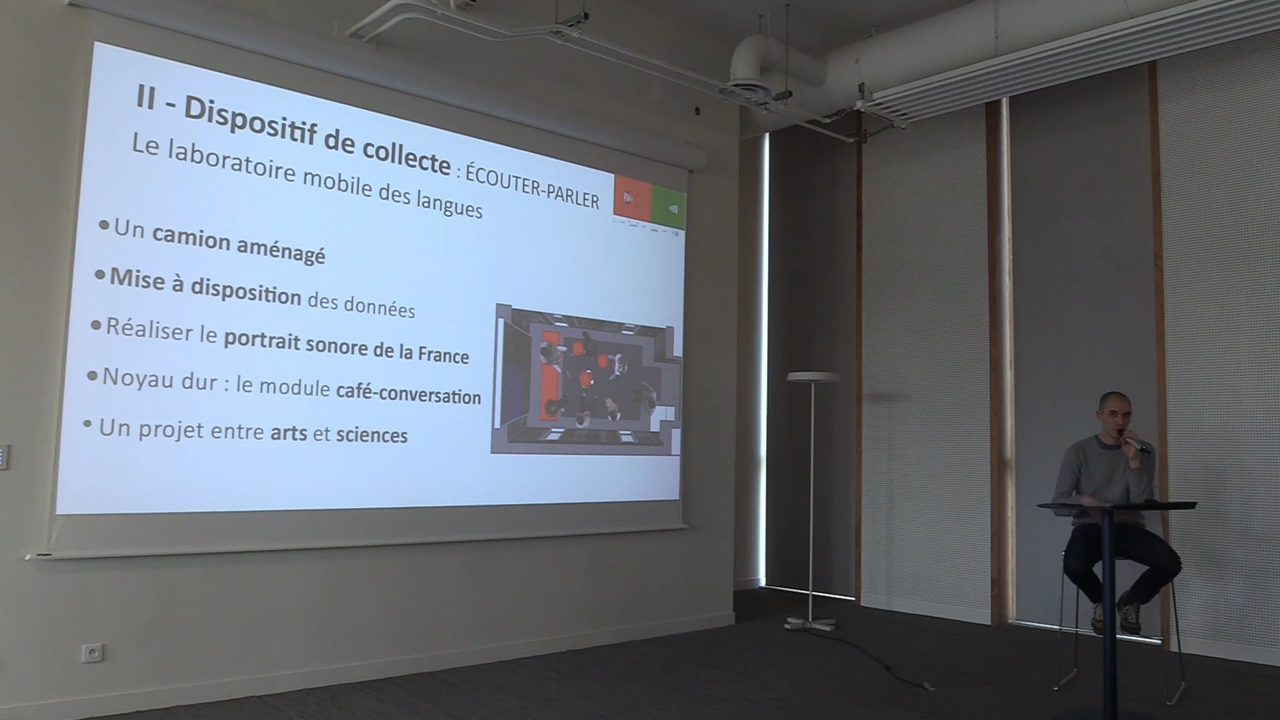 II - Dispositif de collecte : ÉCOUTER-PARLER
Le laboratoire mobile des langues
•Un camion aménagé
•Mise à disposition des données
•Réaliser le portrait sonore de la France
•Noyau dur : le module café-conversation
• Un projet entre arts et sciences